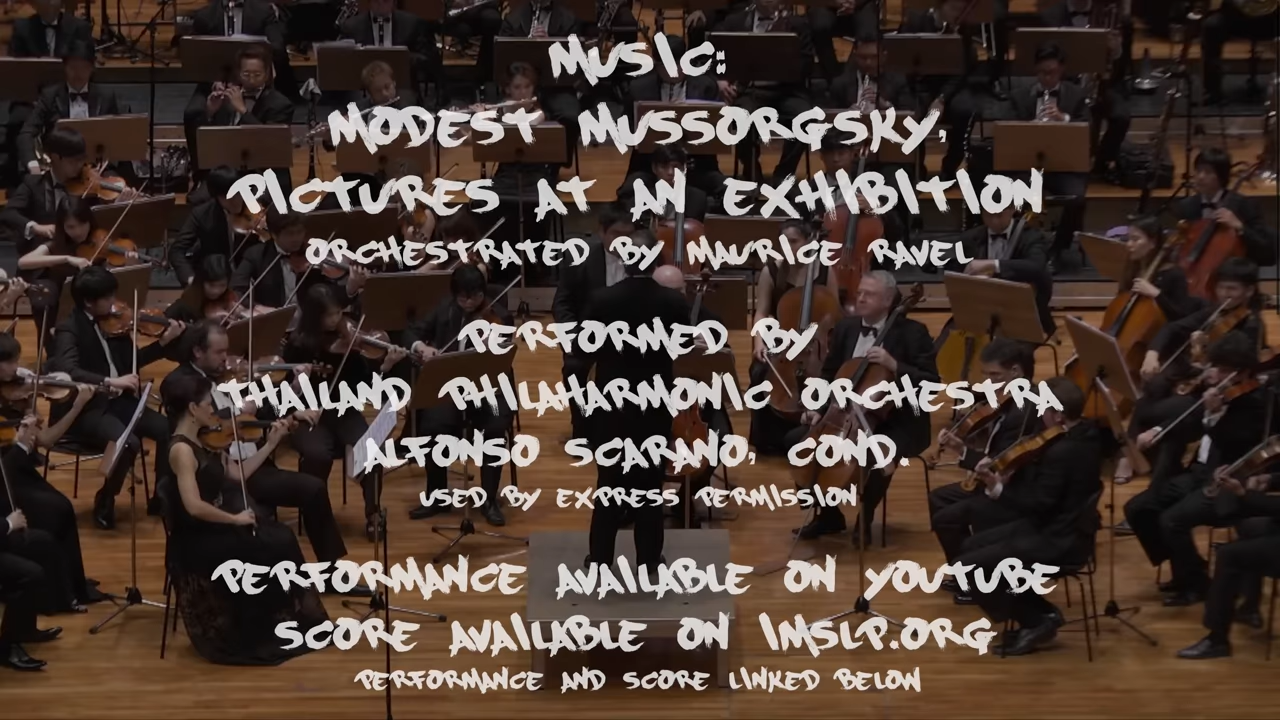 MUSIC:
MODEST MUSSORGSKY,
PICTURES AT AN EXHIBITION
ORCHESTRATED BY MAURICE RAVEL
PERFORMED BY
THAILAND PHILAHARMONIC ORCHESTRA
ALFONSO SCARANO, COND.
USED BY EXPRESS PERMISSION
PERFORMANCE AVAILABLE ON YOUTUBE
SCORE AVAILABLE ON IMSLP.ORG
PERFORMANCE AND SCORE LINKED BELOW